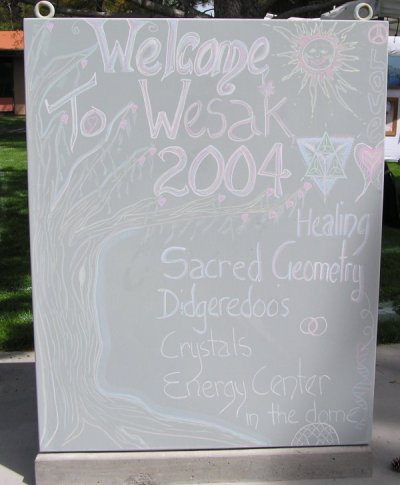 Welcome
To Wesak
2004
Healing
Sacred Geometry
Didgeredoos
Crystals
Energy Center
in the dome